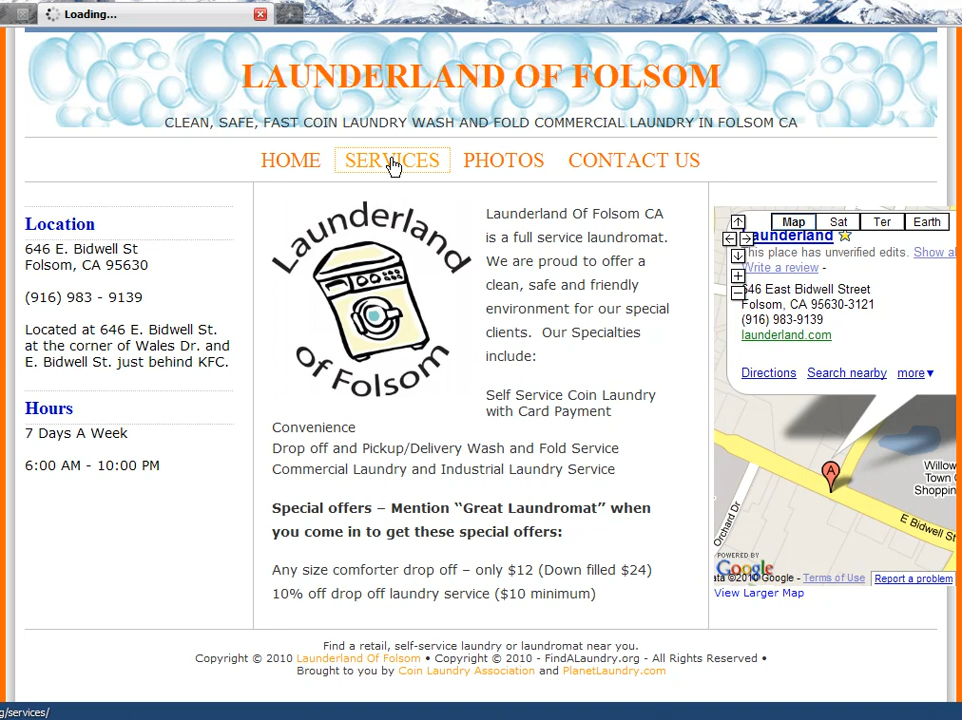 Loading...
LAUNDERLAND OF FOLSOM
CLEAN, SAFE, FAST COIN LAUNDRY WASH AND FOLD COMMERCIAL LAUNDRY IN FOLSOM CA
HOME SERVICES PHOTOS CONTACT US
Location
646 E. Bidwell St
Folsom, CA 95630
(916) 983 - 9139
Located at 646 E. Bidwell St.
at the corner of Wales Dr. and
E. Bidwell St. just behind KFC.
Hours
7 Days A Week
6:00 AM - 10:00 PM
Launderland
Of Folsom
Launderland Of Folsom CA
is a full service laundromat.
We are proud to offer a
clean, safe and friendly
environment for our special
clients. Our Specialties
include:
Self Service Coin Laundry
with Card Payment
Convenience
Drop off and Pickup/Delivery Wash and Fold Service
Commercial Laundry and Industrial Laundry Service
Special offers – Mention “Great Laundromat” when
you come in to get these special offers:
Any size comforter drop off – only $12 (Down filled $24)
10% off drop off laundry service ($10 minimum)
Map Sat Ter Earth
aunderland
This place has unverified edits. Show al
Write a review -
646 East Bidwell Street
Folsom, CA 95630-3121
(916) 983-9139
launderland.com
Directions Search nearby more▼
A
Willow
Town C
Shoppin
Orchard Dr
E Bidwell St
POWERED BY
Google
ata ©2010 Google - Terms of Use Report a problem
View Larger Map
Find a retail, self-service laundry or laundromat near you.
Copyright © 2010 Launderland Of Folsom • Copyright © 2010 - FindALaundry.org - All Rights Reserved •
Brought to you by Coin Laundry Association and PlanetLaundry.com
g/services/